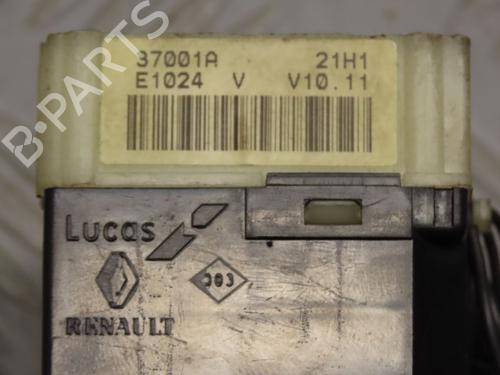 37001A 21H1
E1024 V V10.11
B-PARTS
Lucas
003
RENAULT